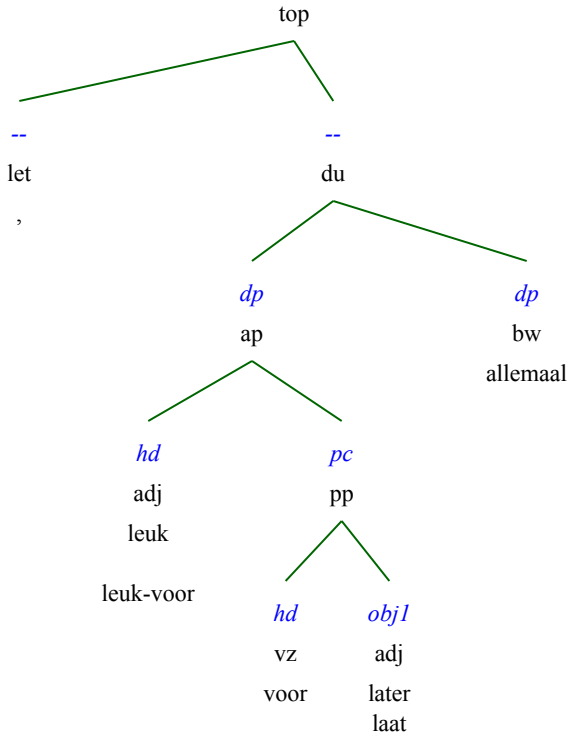 top
-- --
let du
,
dp dp
ap bw
allemaal
hd pc
adj pp
leuk
leuk-voor
hd obj1
vz adj
voor later
laat